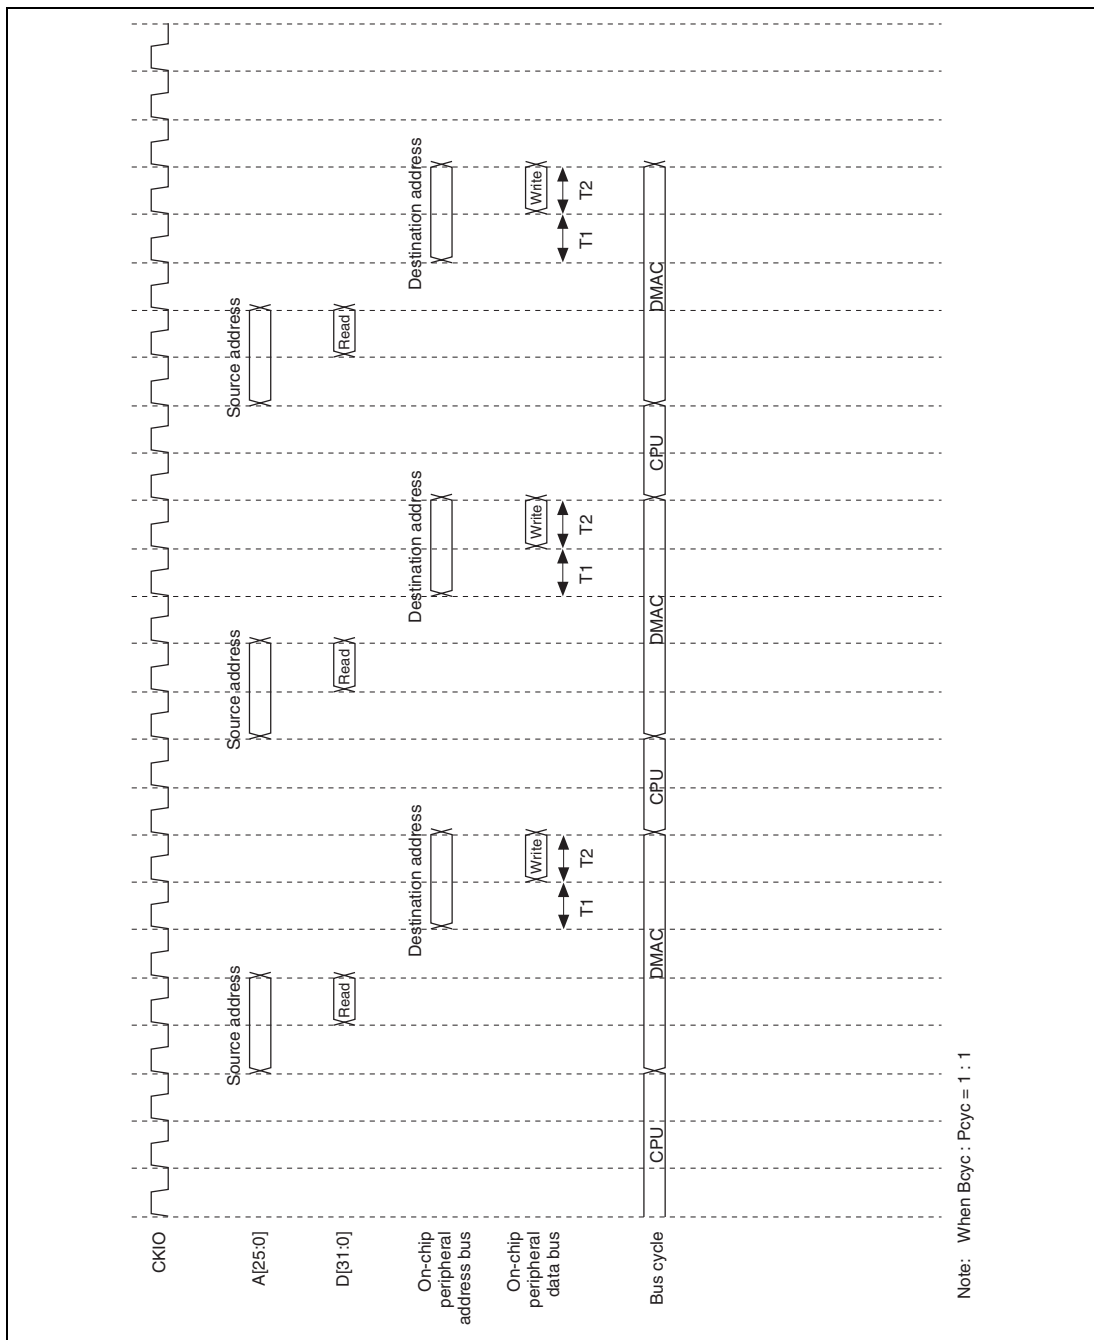 CKIO
A[25:0]
Source address
Source address
Source address
D[31:0]
Read
Read
Read
On-chip
peripheral
address bus
Destination address
Destination address
Destination address
On-chip
peripheral
data bus
Write
Write
Write
T1
T2
T1
T2
T1
T2
Bus cycle
CPU
DMAC
CPU
DMAC
CPU
DMAC
Note: When Bcyc : Pcyc = 1 : 1